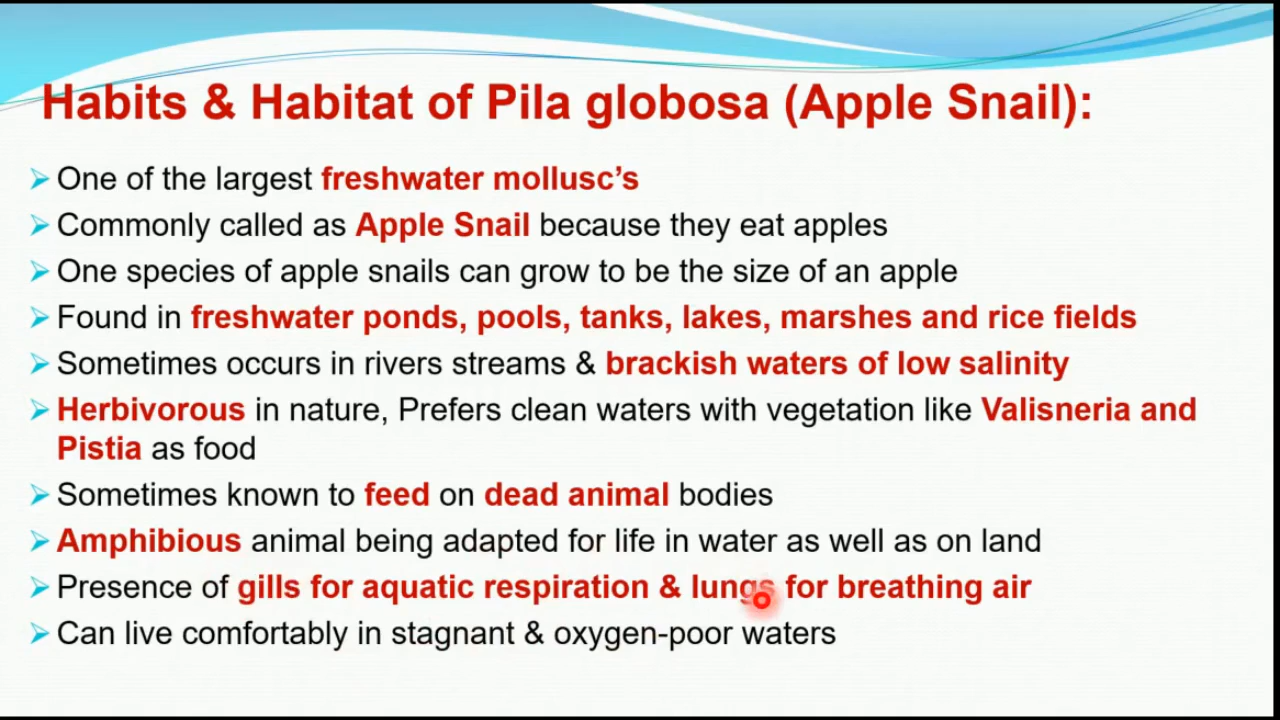 Habits & Habitat of Pila globosa (Apple Snail):
One of the largest freshwater mollusc's
Commonly called as Apple Snail because they eat apples
One species of apple snails can grow to be the size of an apple
Found in freshwater ponds, pools, tanks, lakes, marshes and rice fields
Sometimes occurs in rivers streams & brackish waters of low salinity
Herbivorous in nature, Prefers clean waters with vegetation like Valisneria and
Pistia as food
Sometimes known to feed on dead animal bodies
Amphibious animal being adapted for life in water as well as on land
Presence of gills for aquatic respiration & lungs for breathing air
Can live comfortably in stagnant & oxygen-poor waters